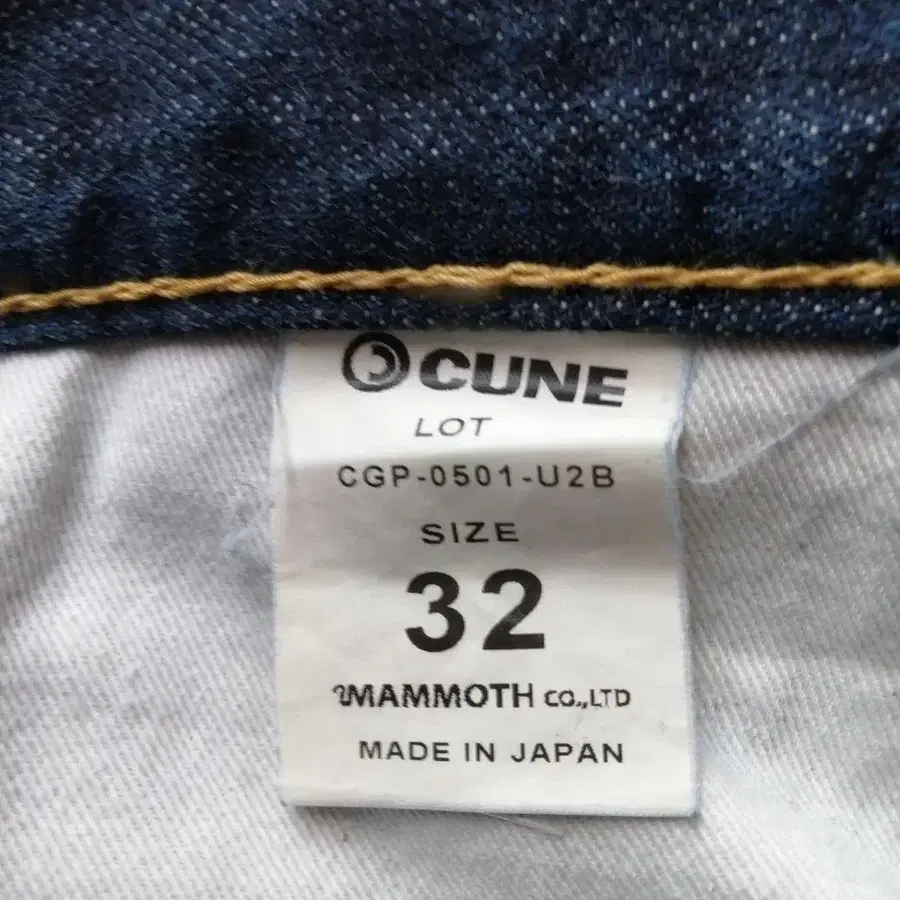 CUNE
LOT
CGP-0501-U2B
SIZE
32
MAMMOTH CO.,LTD
MADE IN JAPAN